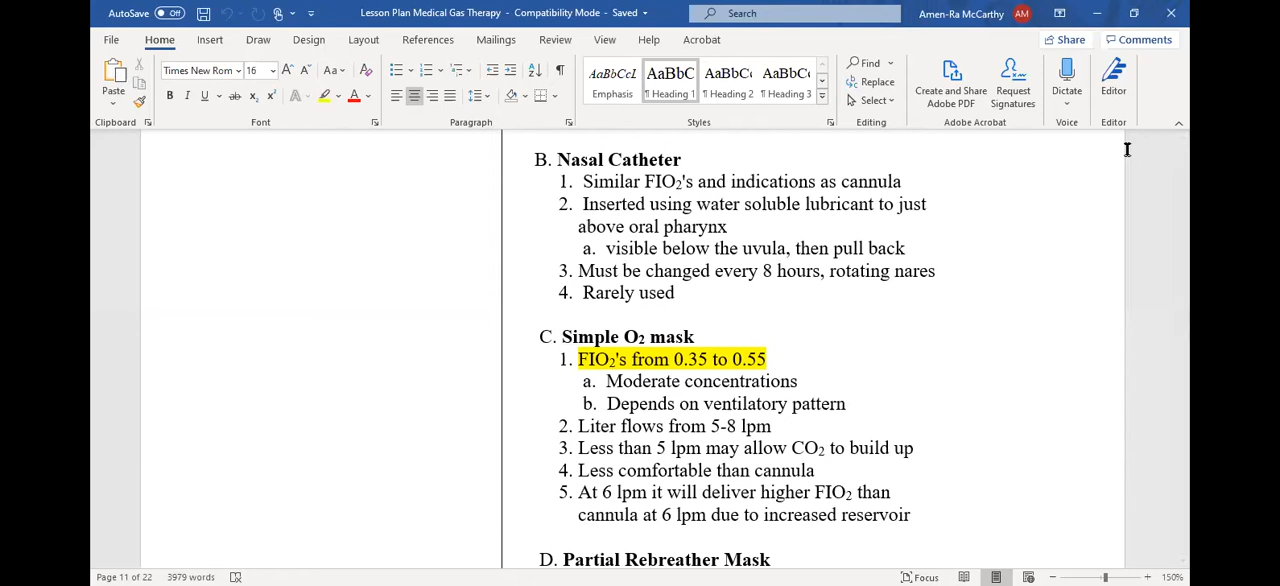 AutoSave Off Lesson Plan Medical Gas Therapy - Compatibility Mode - Saved Search Amen-Ra McCarthy AM
File Home Insert Draw Design Layout References Mailings Review View Help Acrobat Share Comments
Paste Times New Rom 16 Aa AaBbCcI AaBbC AaBbCc AaBbCc Find Create and Share Request Dictate Editor
B I U ab x₂ x² A A Emphasis ¶ Heading 1 ¶ Heading 2 ¶ Heading 3 Replace Adobe PDF Signatures
Select
Clipboard Font Paragraph Styles Editing Adobe Acrobat Voice Editor
B. Nasal Catheter
1. Similar FIO₂'s and indications as cannula
2. Inserted using water soluble lubricant to just
above oral pharynx
a. visible below the uvula, then pull back
3. Must be changed every 8 hours, rotating nares
4. Rarely used
C. Simple O₂ mask
1. FIO₂'s from 0.35 to 0.55
a. Moderate concentrations
b. Depends on ventilatory pattern
2. Liter flows from 5-8 lpm
3. Less than 5 lpm may allow CO₂ to build up
4. Less comfortable than cannula
5. At 6 lpm it will deliver higher FIO₂ than
cannula at 6 lpm due to increased reservoir
D. Partial Rebreather Mask
Page 11 of 22 3979 words Focus 150%